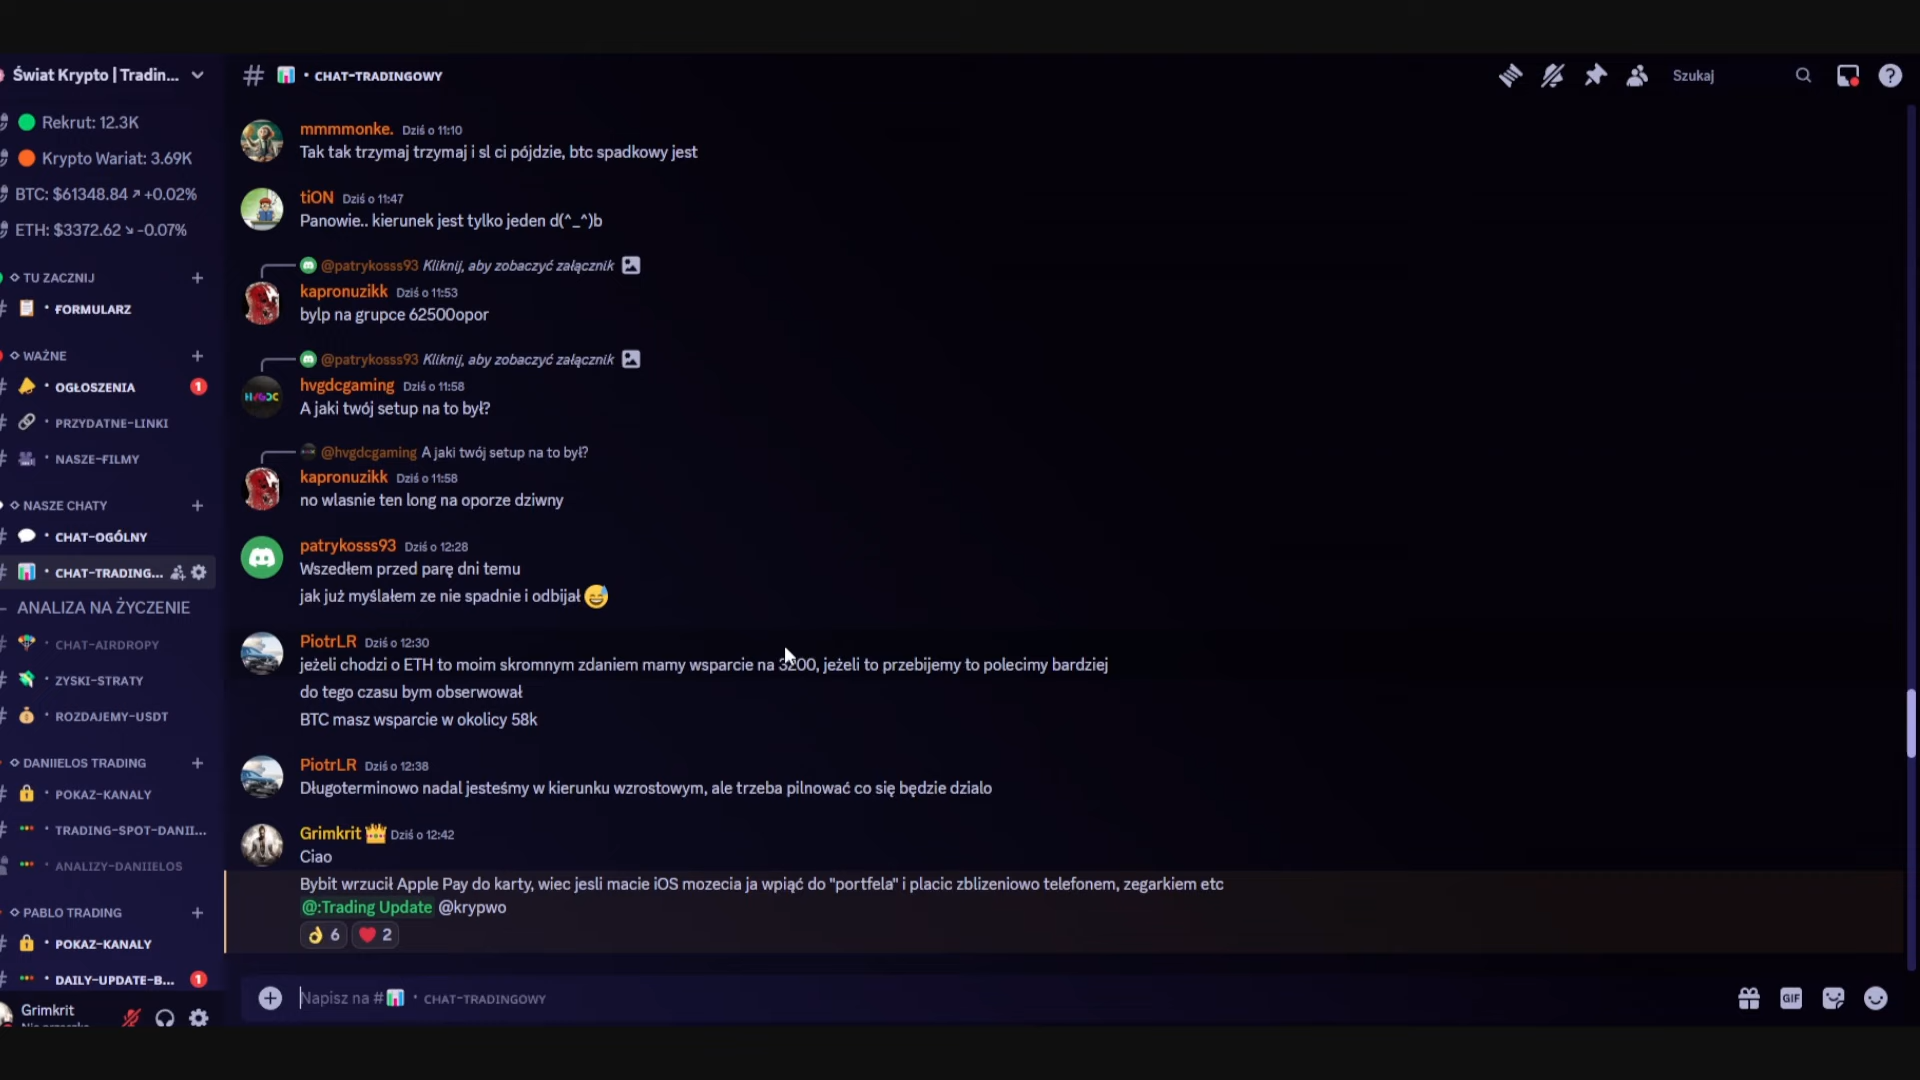 Świat Krypto | Tradin...
Rekrut: 12.3K
Krypto Wariat: 3.69K
BTC: $61348.84 ↗ +0.02%
ETH: $3372.62 ↘ -0.07%
TU ZACZNIJ
FORMULARZ
WAŻNE
OGŁOSZENIA 1
PRZYDATNE-LINKI
NASZE-FILMY
NASZE CHATY
CHAT-OGÓLNY
CHAT-TRADING...
ANALIZA NA ŻYCZENIE
CHAT-AIRDROPY
ZYSKI-STRATY
ROZDAJEMY-USDT
DANIIELOS TRADING
POKAZ-KANAŁY
TRADING-SPOT-DANII...
ANALIZY-DANIIELOS
PABLO TRADING
POKAZ-KANAŁY
DAILY-UPDATE-B... 1
Grimkrit
# CHAT-TRADINGOWY
Szukaj
mmmmonke. Dziś o 11:10
Tak tak trzymaj trzymaj i sl ci pójdzie, btc spadkowy jest
tiON Dziś o 11:47
Panowie.. kierunek jest tylko jeden d(^_^)b
@patrykosss93 Kliknij, aby zobaczyć załącznik
kapronuzikk Dziś o 11:53
bylp na grupce 62500opor
@patrykosss93 Kliknij, aby zobaczyć załącznik
hvgdcgaming Dziś o 11:58
A jaki twój setup na to był?
@hvgdcgaming A jaki twój setup na to był?
kapronuzikk Dziś o 11:58
no wlasnie ten long na oporze dziwny
patrykosss93 Dziś o 12:28
Wszedłem przed parę dni temu
jak już myślałem ze nie spadnie i odbijał 😅
PiotrLR Dziś o 12:30
jeżeli chodzi o ETH to moim skromnym zdaniem mamy wsparcie na 3200, jeżeli to przebijemy to polecimy bardziej
do tego czasu bym obserwował
BTC masz wsparcie w okolicy 58k
PiotrLR Dziś o 12:38
Długoterminowo nadal jesteśmy w kierunku wzrostowym, ale trzeba pilnować co się będzie dzialo
Grimkrit 👑 Dziś o 12:42
Ciao
Bybit wrzucił Apple Pay do karty, wiec jesli macie iOS mozecia ja wpiąć do "portfela" i placic zblizeniowo telefonem, zegarkiem etc
@:Trading Update @krypwo
👌 6 ❤️ 2
Napisz na #📊・CHAT-TRADINGOWY
GIF